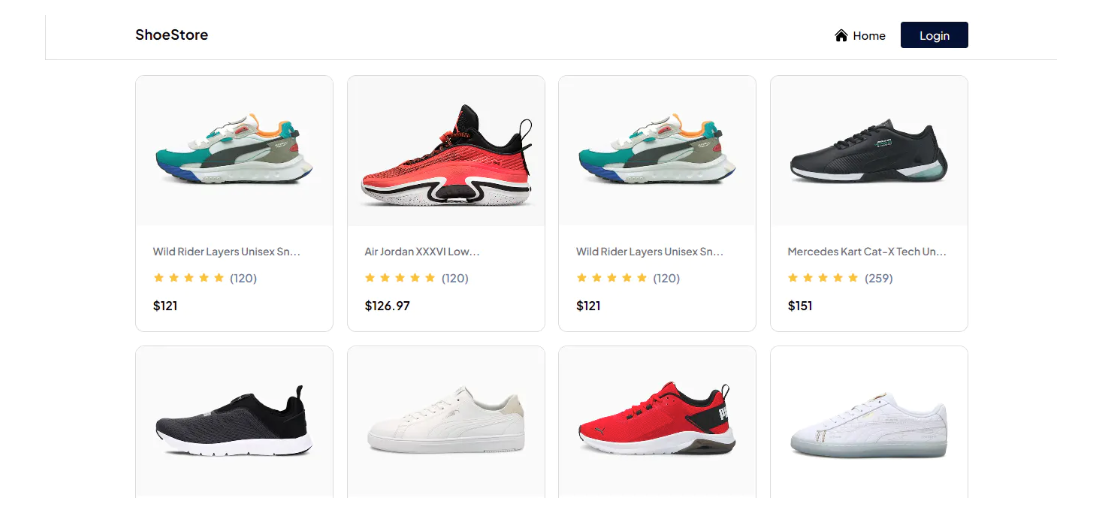 ShoeStore
Home
Login
Wild Rider Layers Unisex Sn...
(120)
$121
Air Jordan XXXVI Low...
(120)
$126.97
Wild Rider Layers Unisex Sn...
(120)
$121
Mercedes Kart Cat-X Tech Un...
(259)
$151